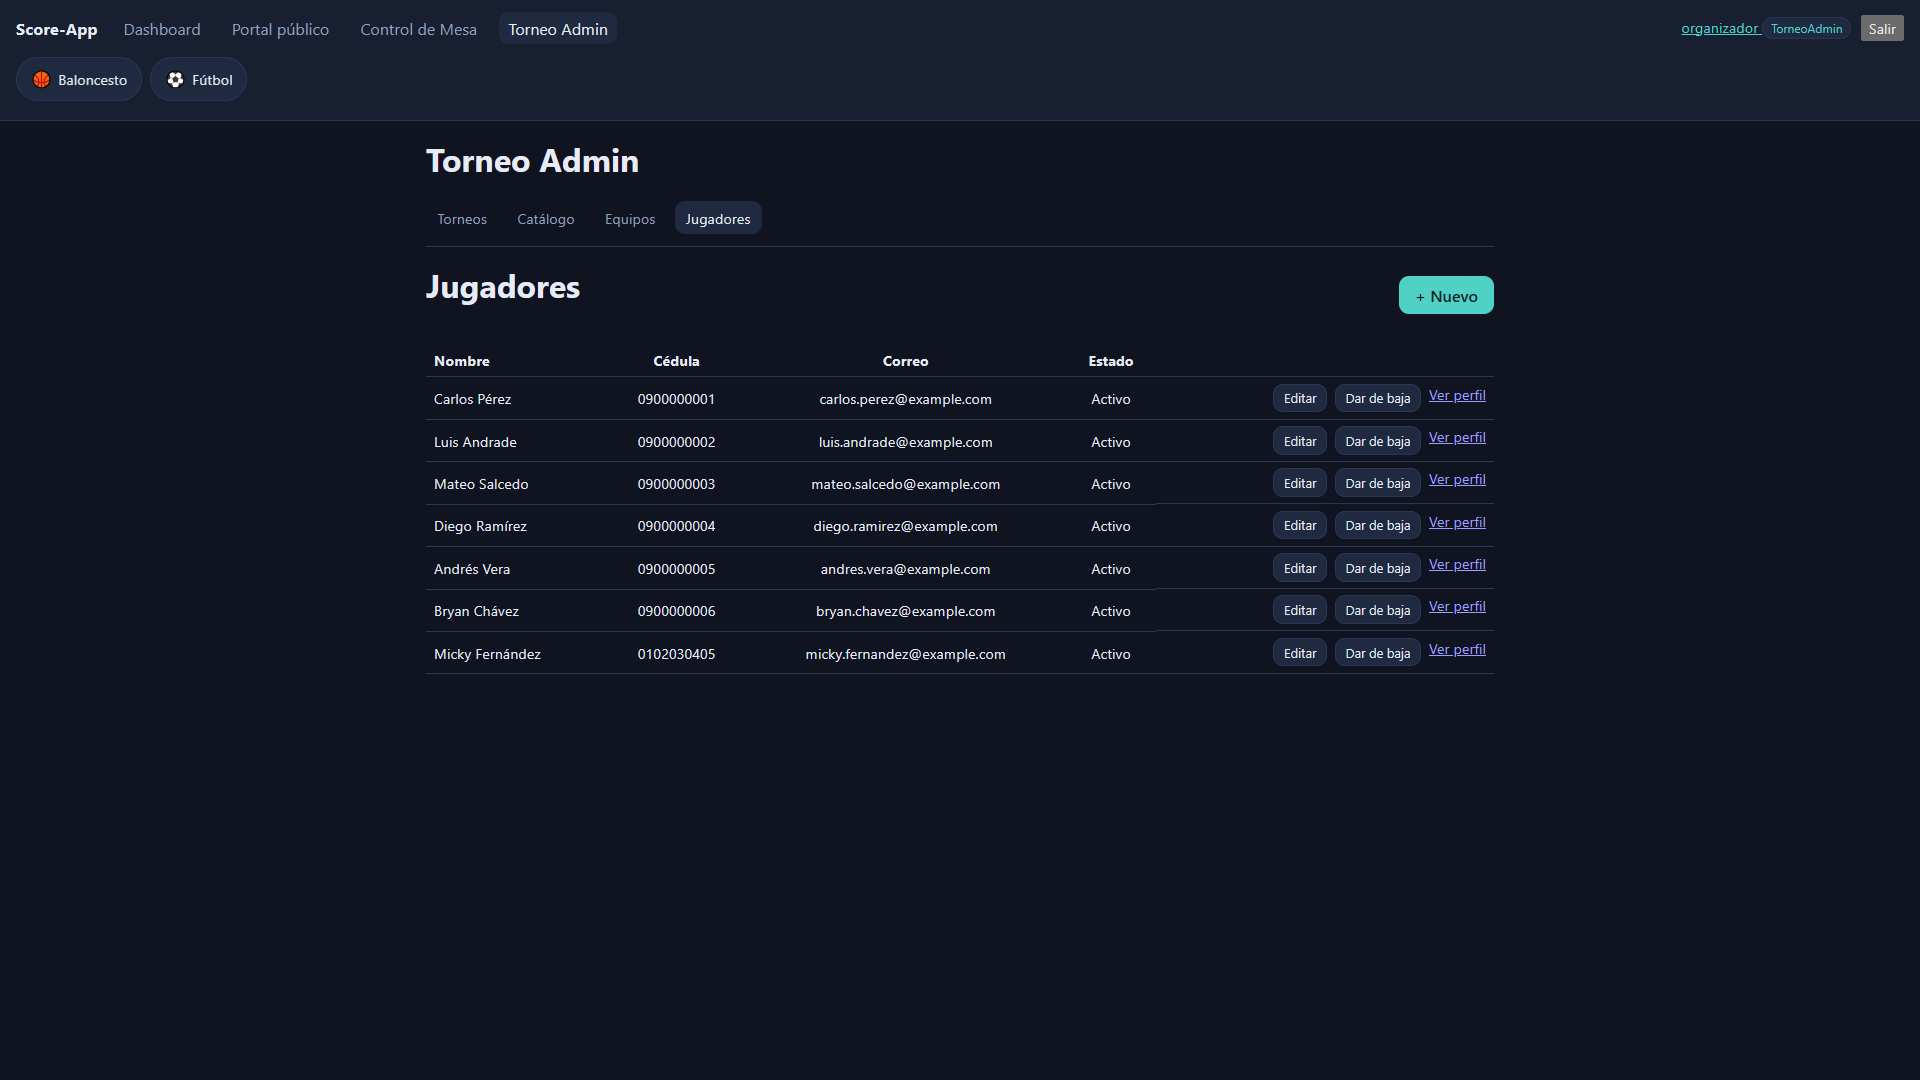 Score-App Dashboard Portal público Control de Mesa Torneo Admin organizador TorneoAdmin Salir
Baloncesto Fútbol
Torneo Admin
Torneos Catálogo Equipos Jugadores
Jugadores
+ Nuevo
Nombre Cédula Correo Estado
Carlos Pérez 0900000001 carlos.perez@example.com Activo Editar Dar de baja Ver perfil
Luis Andrade 0900000002 luis.andrade@example.com Activo Editar Dar de baja Ver perfil
Mateo Salcedo 0900000003 mateo.salcedo@example.com Activo Editar Dar de baja Ver perfil
Diego Ramírez 0900000004 diego.ramirez@example.com Activo Editar Dar de baja Ver perfil
Andrés Vera 0900000005 andres.vera@example.com Activo Editar Dar de baja Ver perfil
Bryan Chávez 0900000006 bryan.chavez@example.com Activo Editar Dar de baja Ver perfil
Micky Fernández 0102030405 micky.fernandez@example.com Activo Editar Dar de baja Ver perfil